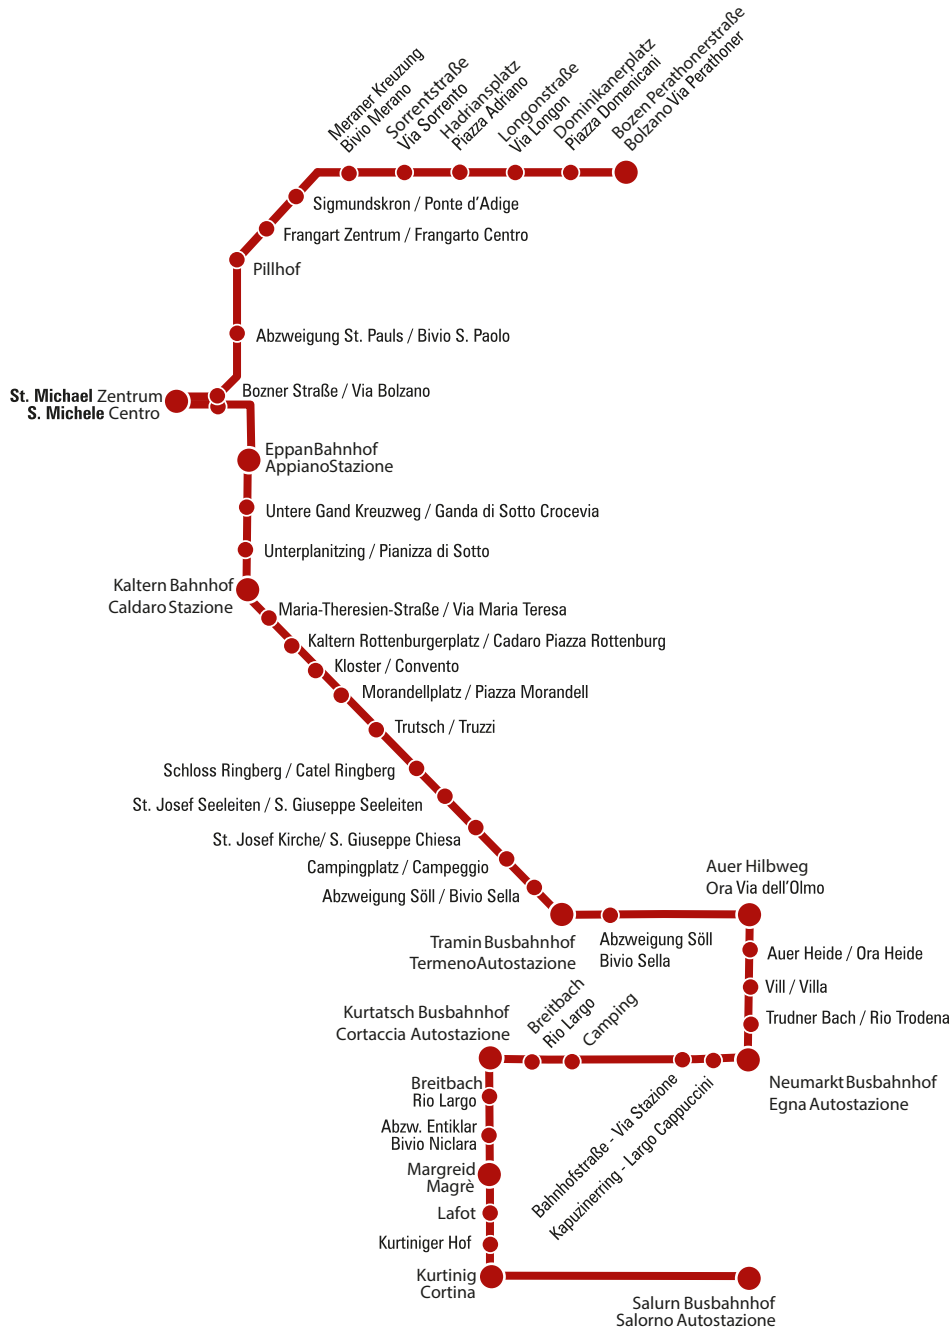 Meraner Kreuzung
Bivio Merano
Sorrentstraße
Via Sorrento
Hadriansplatz
Piazza Adriano
Longonstraße
Via Longon
Dominikanerplatz
Piazza Domenicani
Bozen Perathonerstraße
Bolzano Via Perathoner
Sigmundskron / Ponte d'Adige
Frangart Zentrum / Frangarto Centro
Pillhof
Abzweigung St. Pauls / Bivio S. Paolo
Bozner Straße / Via Bolzano
St. Michael Zentrum
S. Michele Centro
Eppan Bahnhof
Appiano Stazione
Untere Gand Kreuzweg / Ganda di Sotto Crocevia
Unterplanitzing / Pianizza di Sotto
Kaltern Bahnhof
Caldaro Stazione
Maria-Theresien-Straße / Via Maria Teresa
Kaltern Rottenburgerplatz / Cadaro Piazza Rottenburg
Kloster / Convento
Morandellplatz / Piazza Morandell
Trutsch / Truzzi
Schloss Ringberg / Catel Ringberg
St. Josef Seeleiten / S. Giuseppe Seeleiten
St. Josef Kirche/ S. Giuseppe Chiesa
Campingplatz / Campeggio
Abzweigung Söll / Bivio Sella
Tramin Busbahnhof
Termeno Autostazione
Abzweigung Söll
Bivio Sella
Auer Hilbweg
Ora Via dell'Olmo
Auer Heide / Ora Heide
Vill / Villa
Trudner Bach / Rio Trodena
Neumarkt Busbahnhof
Egna Autostazione
Kapuzinerring - Largo Cappuccini
Bahnhofstraße - Via Stazione
Camping
Breitbach
Rio Largo
Kurtatsch Busbahnhof
Cortaccia Autostazione
Breitbach
Rio Largo
Abzw. Entiklar
Bivio Niclara
Margreid
Magrè
Lafot
Kurtiniger Hof
Kurtinig
Cortina
Salurn Busbahnhof
Salorno Autostazione